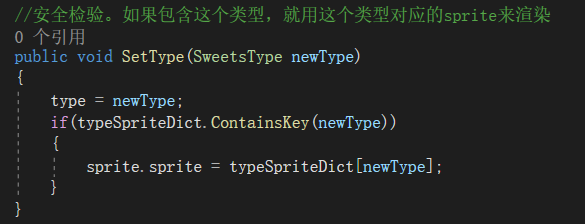 //安全检验。如果包含这个类型，就用这个类型对应的sprite来渲染
0 个引用
public void SetType(SweetsType newType)
{
    type = newType;
    if(typeSpriteDict.ContainsKey(newType))
    {
        sprite.sprite = typeSpriteDict[newType];
    }
}